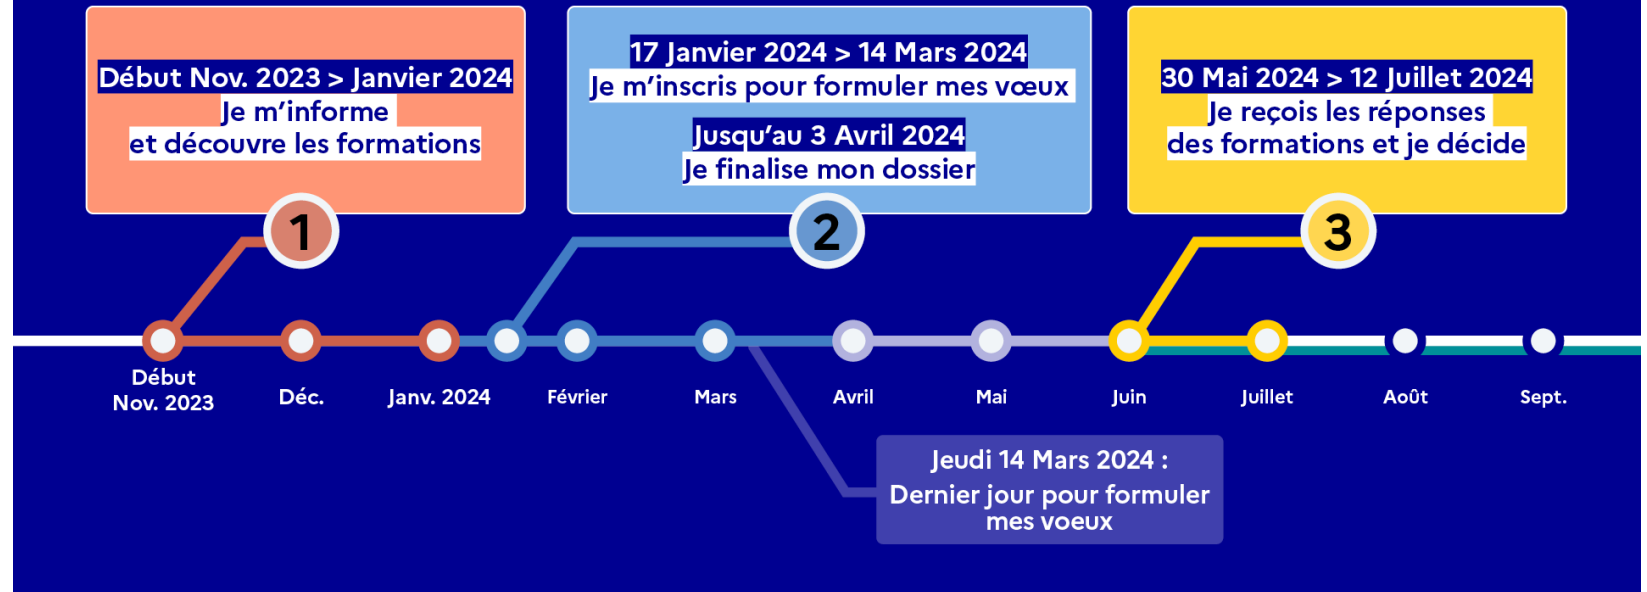 Début Nov. 2023 > Janvier 2024
Je m’informe
et découvre les formations
1
17 Janvier 2024 > 14 Mars 2024
Je m’inscris pour formuler mes vœux
Jusqu’au 3 Avril 2024
Je finalise mon dossier
2
30 Mai 2024 > 12 Juillet 2024
Je reçois les réponses
des formations et je décide
3
Début
Nov. 2023
Déc.
Janv. 2024
Février
Mars
Avril
Mai
Juin
Juillet
Août
Sept.
Jeudi 14 Mars 2024 :
Dernier jour pour formuler
mes voeux